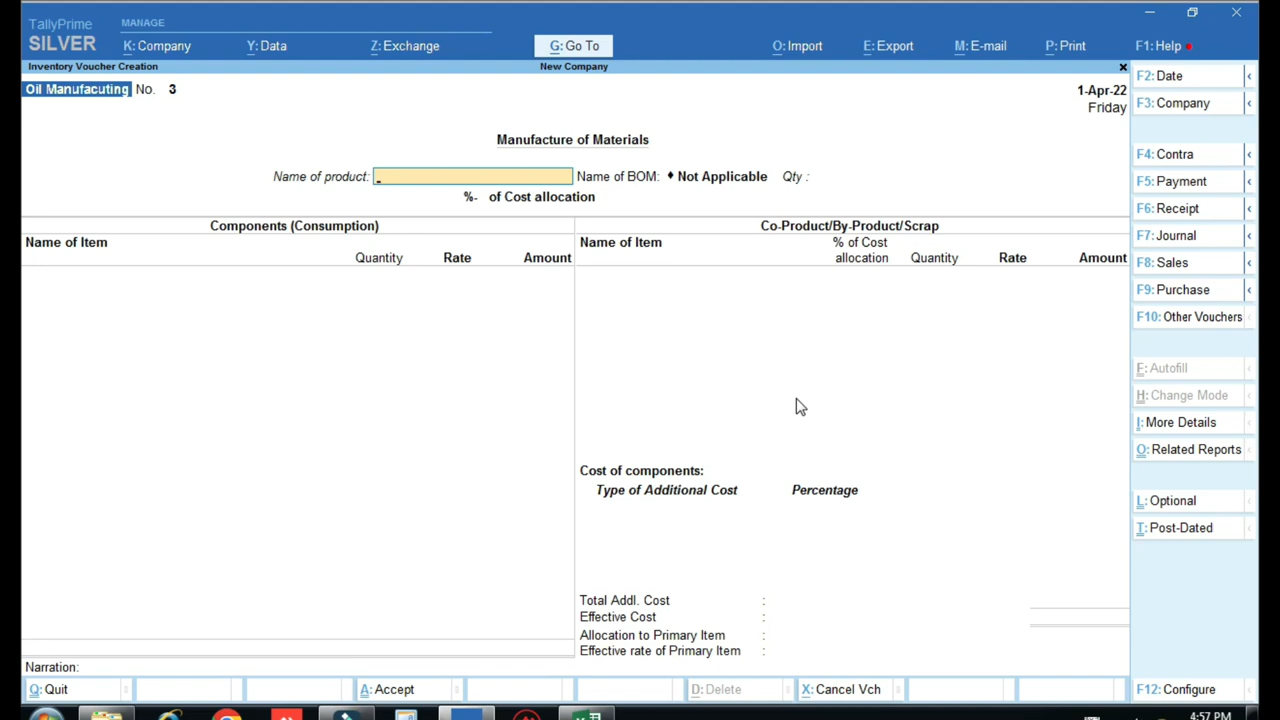 TallyPrime
SILVER
MANAGE
K: Company
Y: Data
Z: Exchange
G: Go To
O: Import
E: Export
M: E-mail
P: Print
F1: Help
Inventory Voucher Creation
New Company
Oil Manufacuting No. 3
1-Apr-22
Friday
Manufacture of Materials
Name of product:
Name of BOM: ♦ Not Applicable
Qty :
%- of Cost allocation
Components (Consumption)
Name of Item
Quantity Rate Amount
Co-Product/By-Product/Scrap
Name of Item % of Cost
allocation Quantity Rate Amount
Cost of components:
Type of Additional Cost Percentage
Total Addl. Cost :
Effective Cost :
Allocation to Primary Item :
Effective rate of Primary Item :
Narration:
Q: Quit
A: Accept
D: Delete
X: Cancel Vch
F2: Date
F3: Company
F4: Contra
F5: Payment
F6: Receipt
F7: Journal
F8: Sales
F9: Purchase
F10: Other Vouchers
F: Autofill
H: Change Mode
I: More Details
O: Related Reports
L: Optional
T: Post-Dated
F12: Configure
4:57 PM